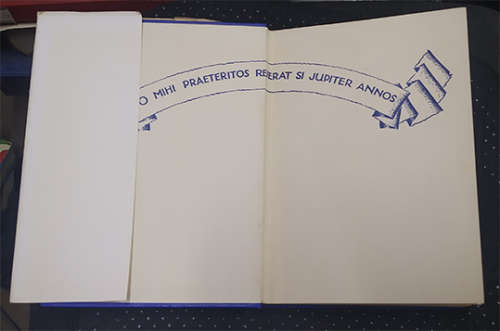 O MIHI PRAETERITOS REFERAT SI JUPITER ANNOS